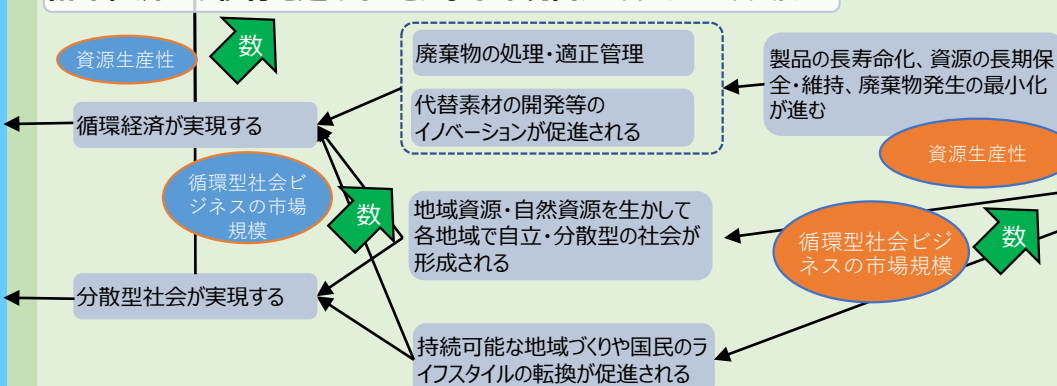 資源生産性
数
廃棄物の処理・適正管理
製品の長寿命化、資源の長期保
全・維持、廃棄物発生の最小化
が進む
代替素材の開発等の
イノベーションが促進される
循環経済が実現する
資源生産性
循環型社会ビ
ジネスの市場
規模
数
地域資源・自然資源を生かして
各地域で自立・分散型の社会が
形成される
循環型社会ビジ
ネスの市場規模
数
分散型社会が実現する
持続可能な地域づくりや国民のラ
イフスタイルの転換が促進される